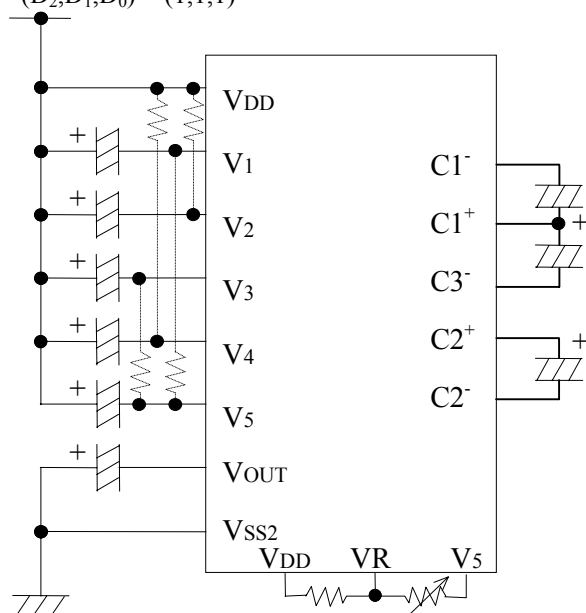 (D2,D1,D0) = (1,1,1)
VDD
+ V1
C1-
+ V2
C1+ +
+ V3
C3-
+ V4
C2+ +
+ V5
C2-
+ VOUT
VSS2
VDD VR V5